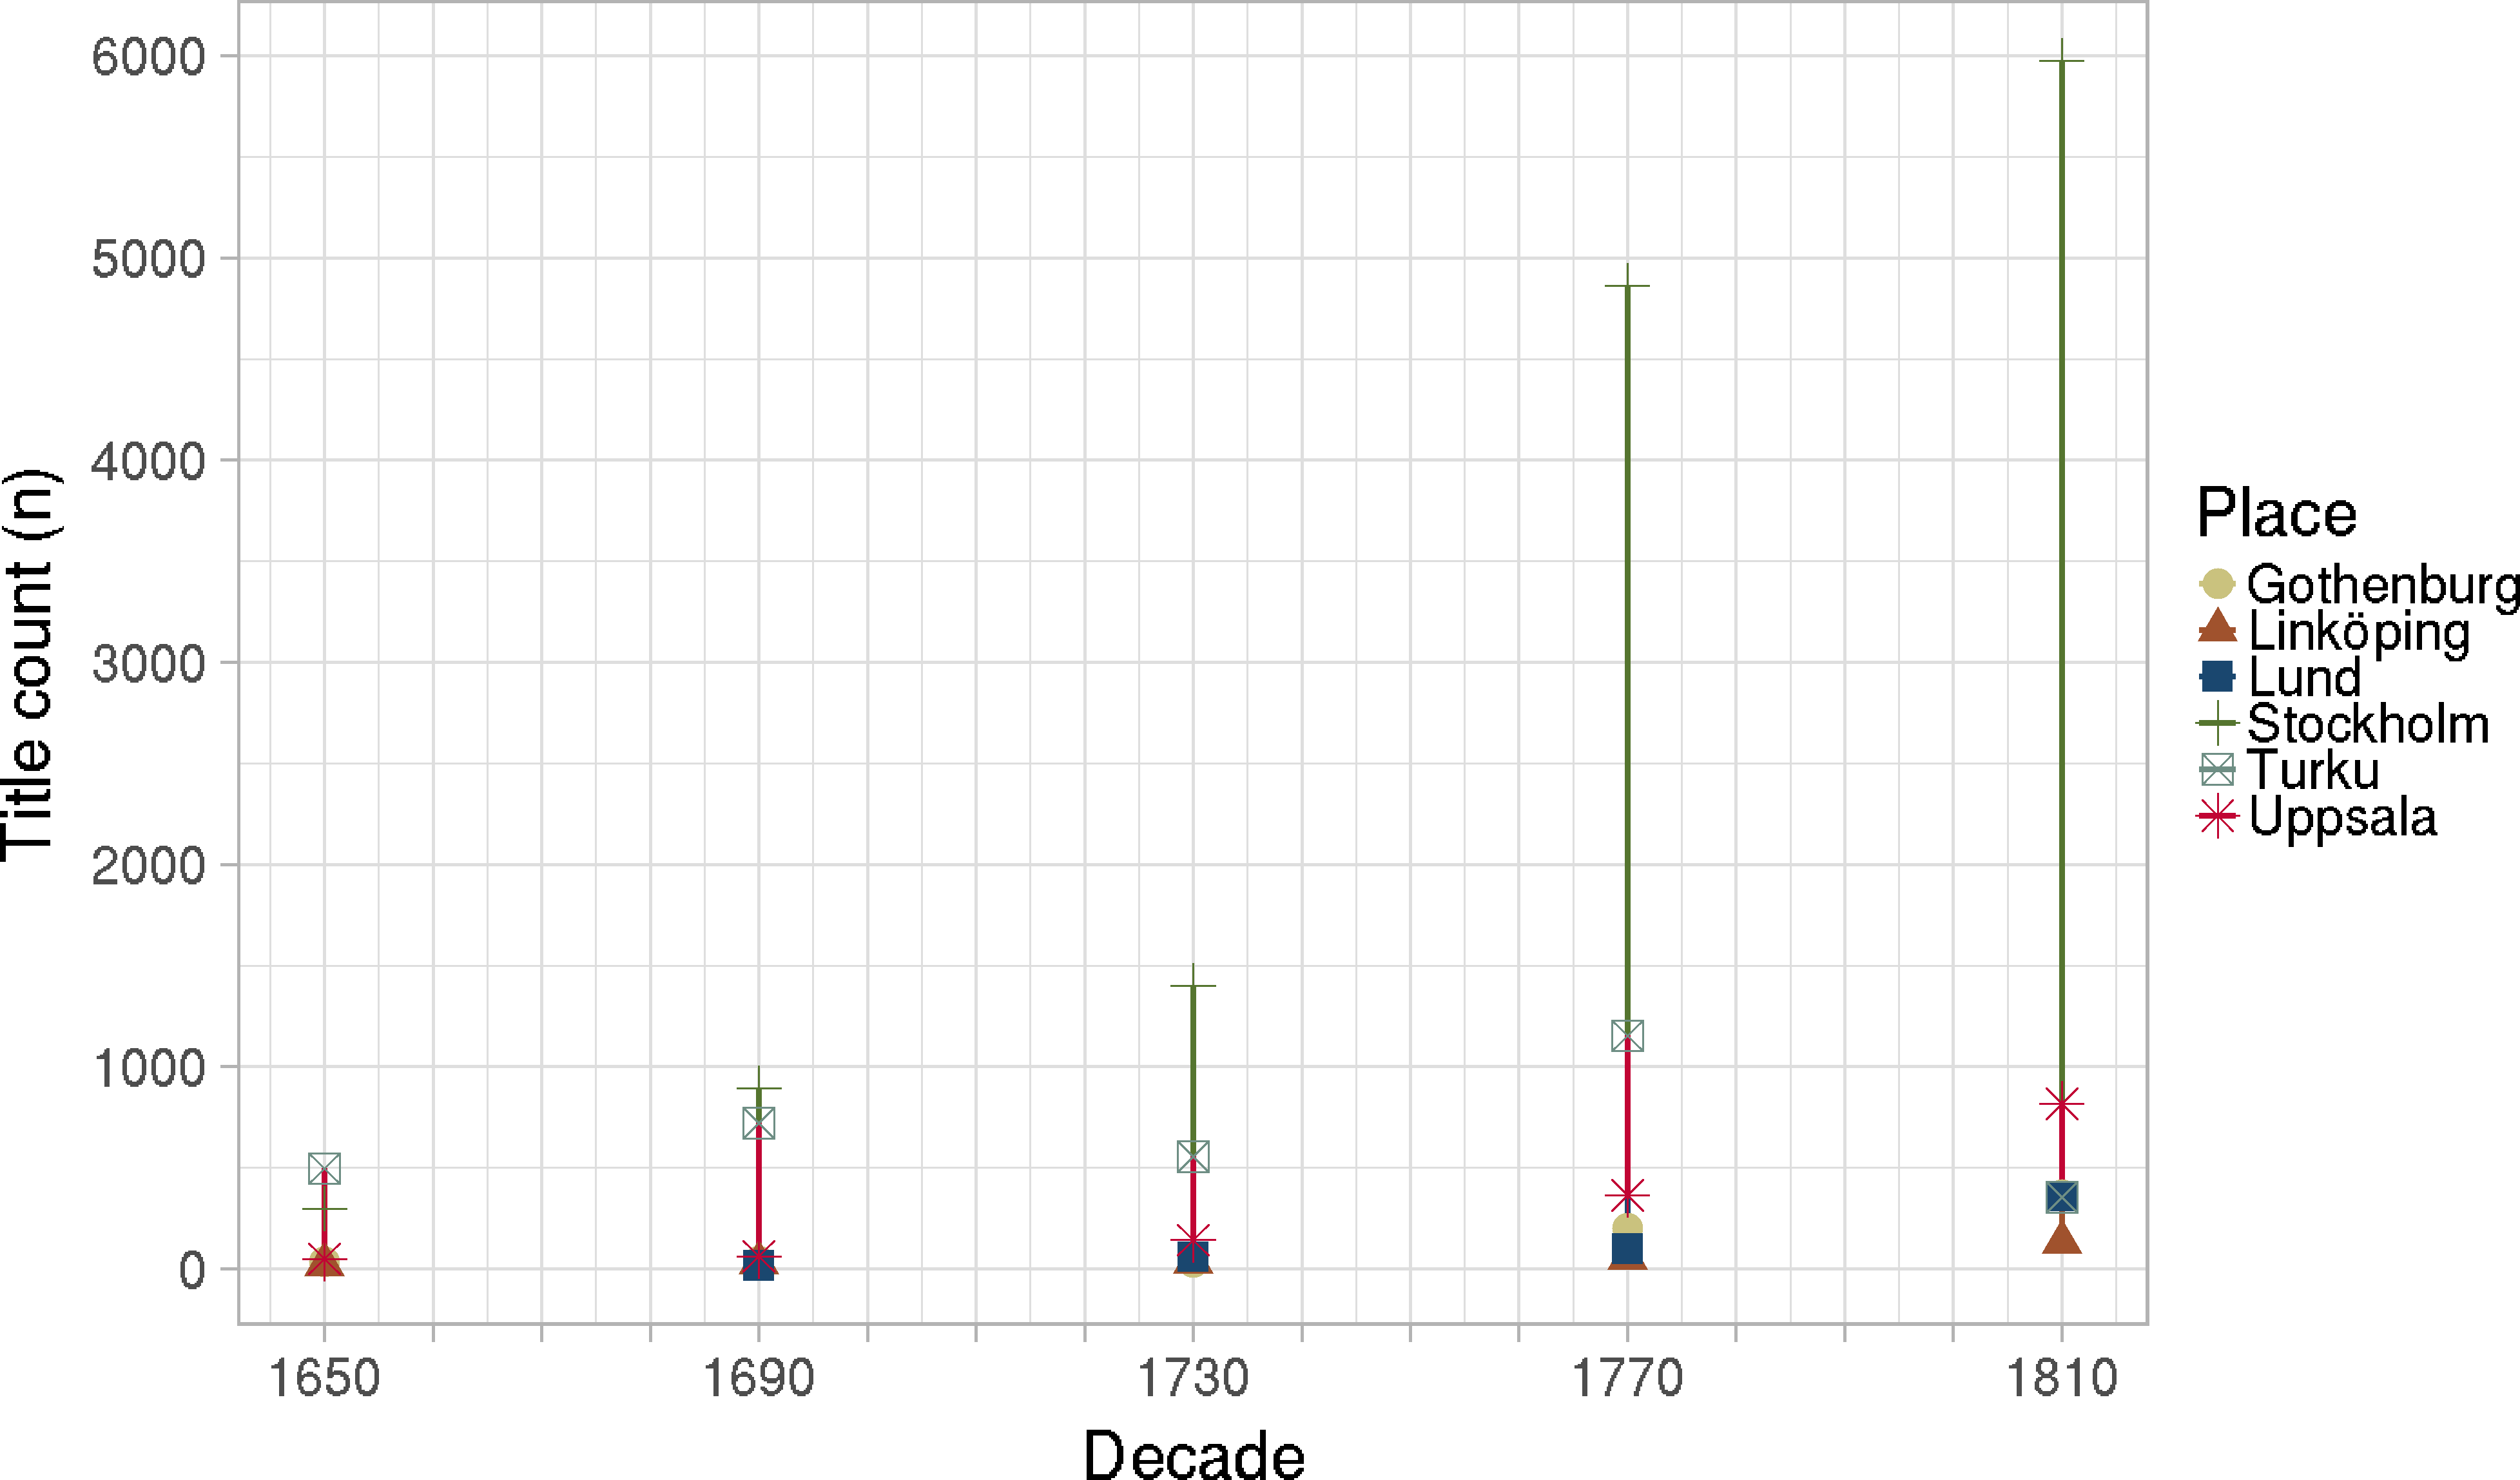 Title count (n)
6000
5000
4000
3000
2000
1000
0
1650
1690
1730
1770
1810
Decade
Place
Gothenburg
Linköping
Lund
Stockholm
Turku
Uppsala